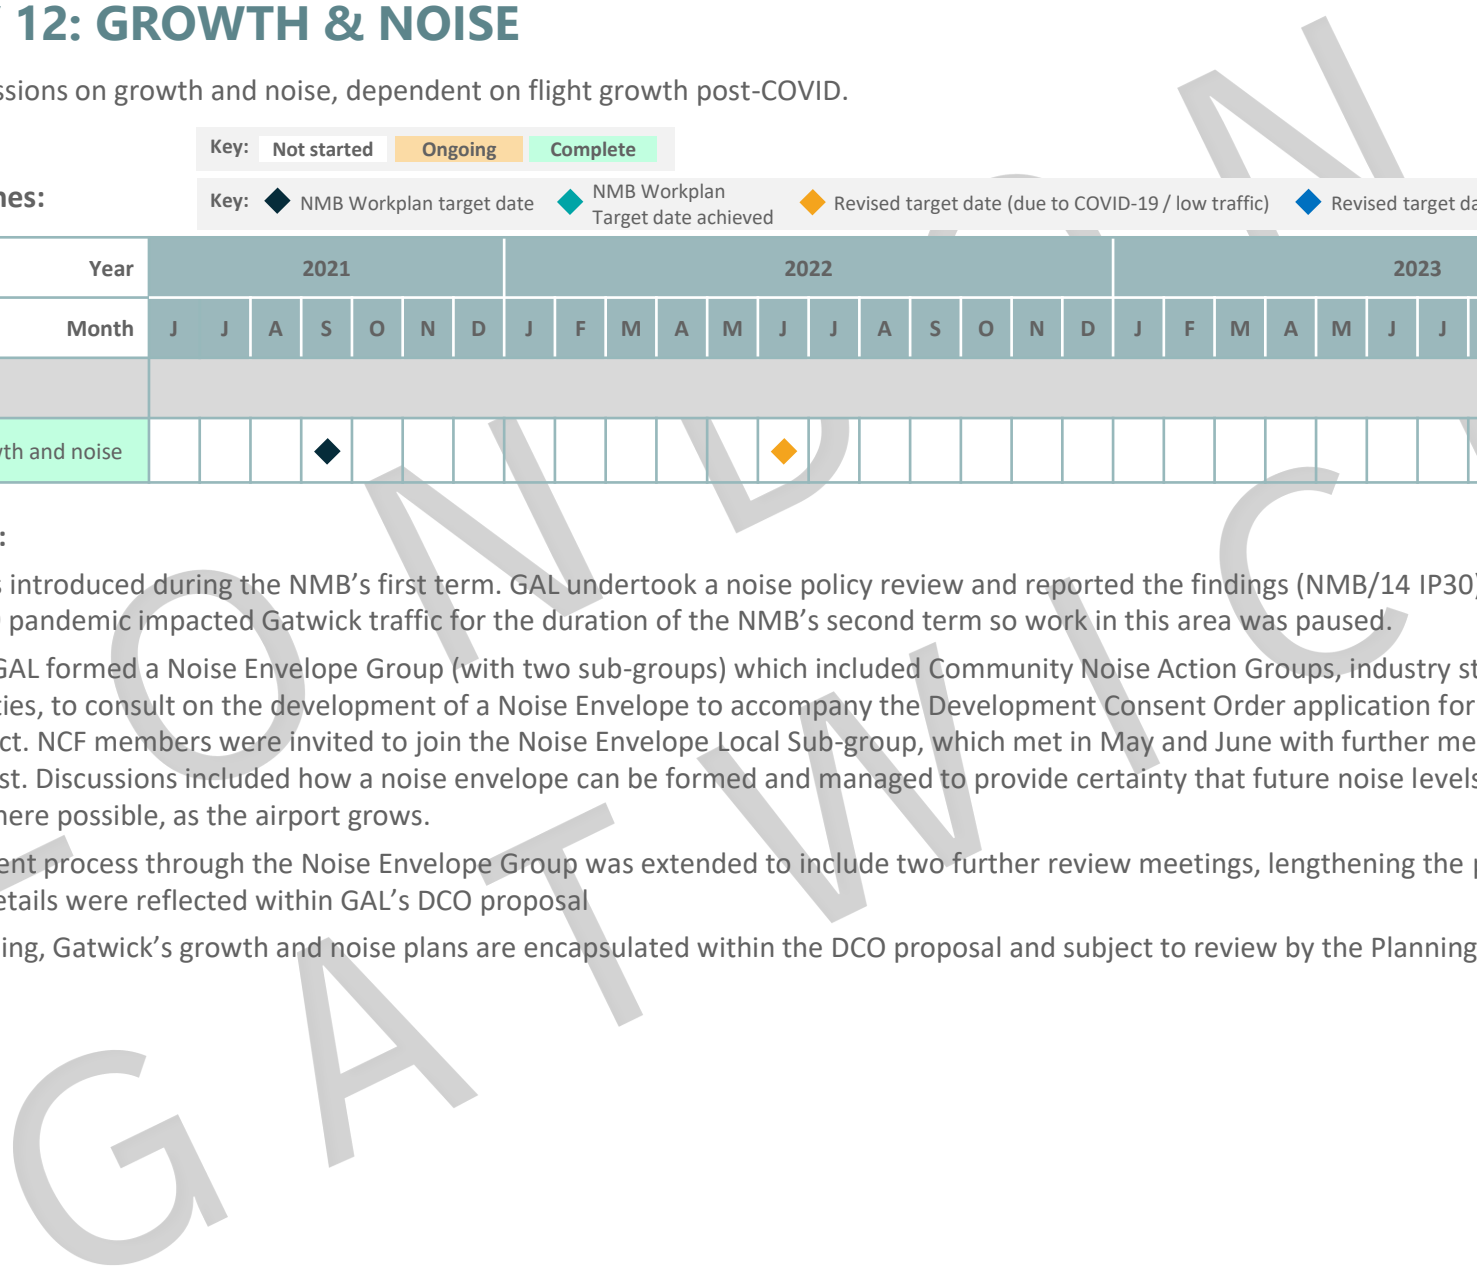 12: GROWTH & NOISE
ssions on growth and noise, dependent on flight growth post-COVID.
Key: Not started Ongoing Complete
nes:
Key: NMB Workplan target date NMB Workplan Target date achieved Revised target date (due to COVID-19 / low traffic) Revised target da
Year 2021 2022 2023
Month J J A S O N D J F M A M J J A S O N D J F M A M J J
th and noise
:
s introduced during the NMB’s first term. GAL undertook a noise policy review and reported the findings (NMB/14 IP30)
pandemic impacted Gatwick traffic for the duration of the NMB’s second term so work in this area was paused.
GAL formed a Noise Envelope Group (with two sub-groups) which included Community Noise Action Groups, industry st
ties, to consult on the development of a Noise Envelope to accompany the Development Consent Order application for
ct. NCF members were invited to join the Noise Envelope Local Sub-group, which met in May and June with further me
st. Discussions included how a noise envelope can be formed and managed to provide certainty that future noise levels
here possible, as the airport grows.
ent process through the Noise Envelope Group was extended to include two further review meetings, lengthening the p
etails were reflected within GAL’s DCO proposal
ing, Gatwick’s growth and noise plans are encapsulated within the DCO proposal and subject to review by the Planning
ONDON
GATWIC